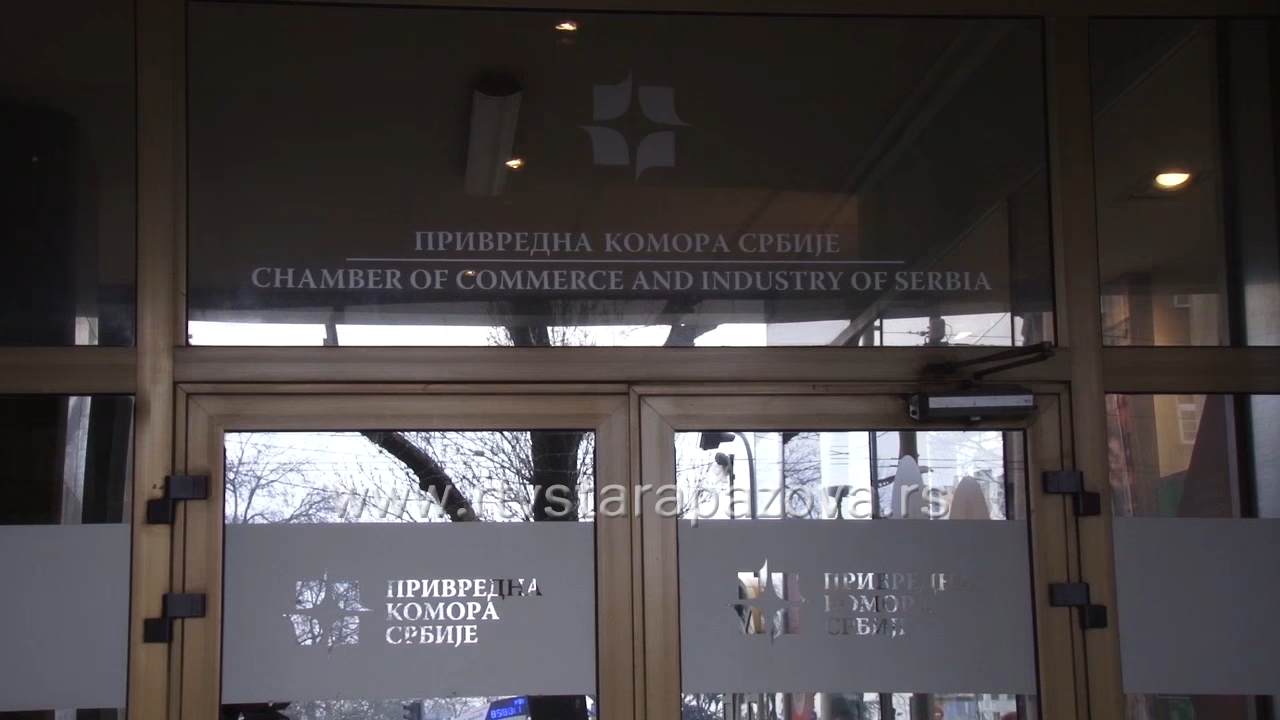 ПРИВРЕДНА КОМОРА СРБИЈЕ
CHAMBER OF COMMERCE AND INDUSTRY OF SERBIA
www.rtvstarapazova.rs
ПРИВРЕДНА
КОМОРА
СРБИЈЕ
ПРИВРЕДНА
КОМОРА
СРБИЈЕ